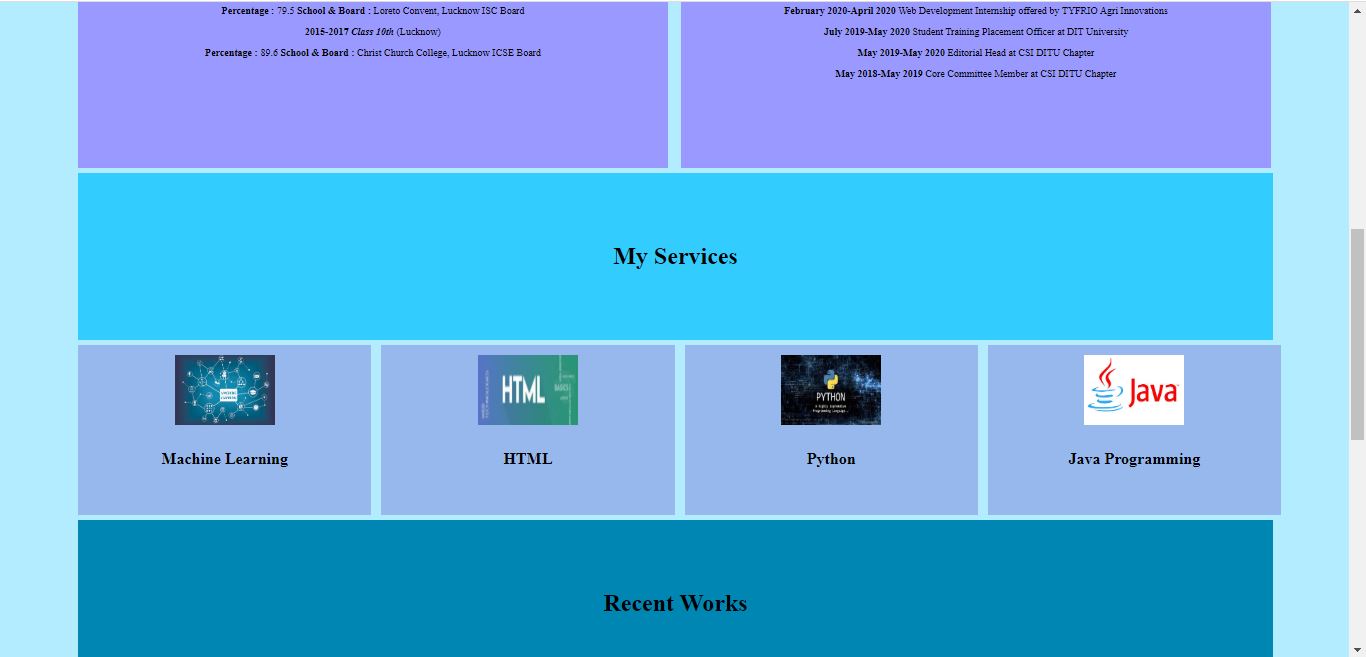 Percentage : 79.5 School & Board : Loreto Convent, Lucknow ISC Board
2015-2017 Class 10th (Lucknow)
Percentage : 89.6 School & Board : Christ Church College, Lucknow ICSE Board
February 2020-April 2020 Web Development Internship offered by TYFRIO Agri Innovations
July 2019-May 2020 Student Training Placement Officer at DIT University
May 2019-May 2020 Editorial Head at CSI DITU Chapter
May 2018-May 2019 Core Committee Member at CSI DITU Chapter
My Services
Machine Learning
HTML
BASICS
HTML
PYTHON
Python
Java
Java Programming
Recent Works